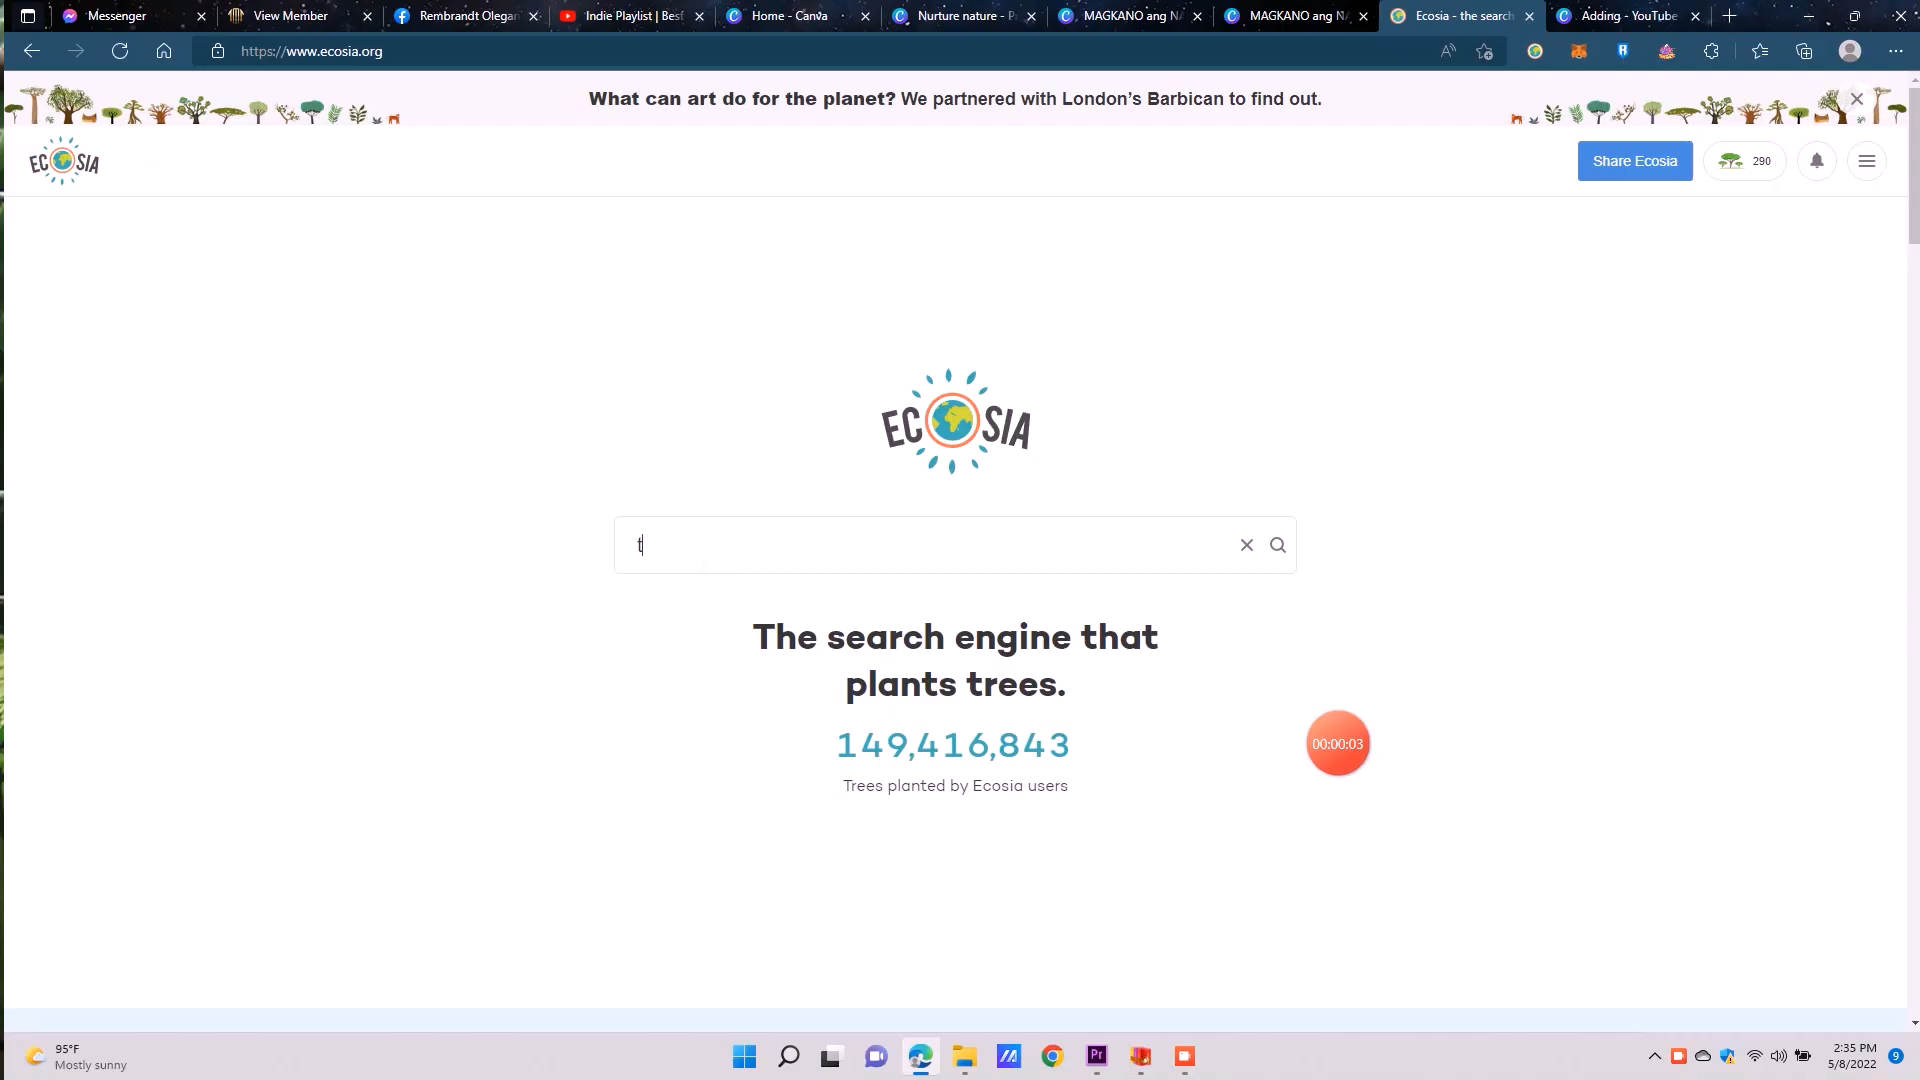 Messenger
View Member
Rembrandt Olegar
Indie Playlist | Best
Home - Canva
Nurture nature - P
MAGKANO ang NA
MAGKANO ang NA
Ecosia - the search
Adding - YouTube
https://www.ecosia.org
What can art do for the planet? We partnered with London's Barbican to find out.
ECOSIA
Share Ecosia
290
ECOSIA
t
The search engine that
plants trees.
149,416,843
Trees planted by Ecosia users
00:00:03
95°F
Mostly sunny
Pr
2:35 PM
5/8/2022
9